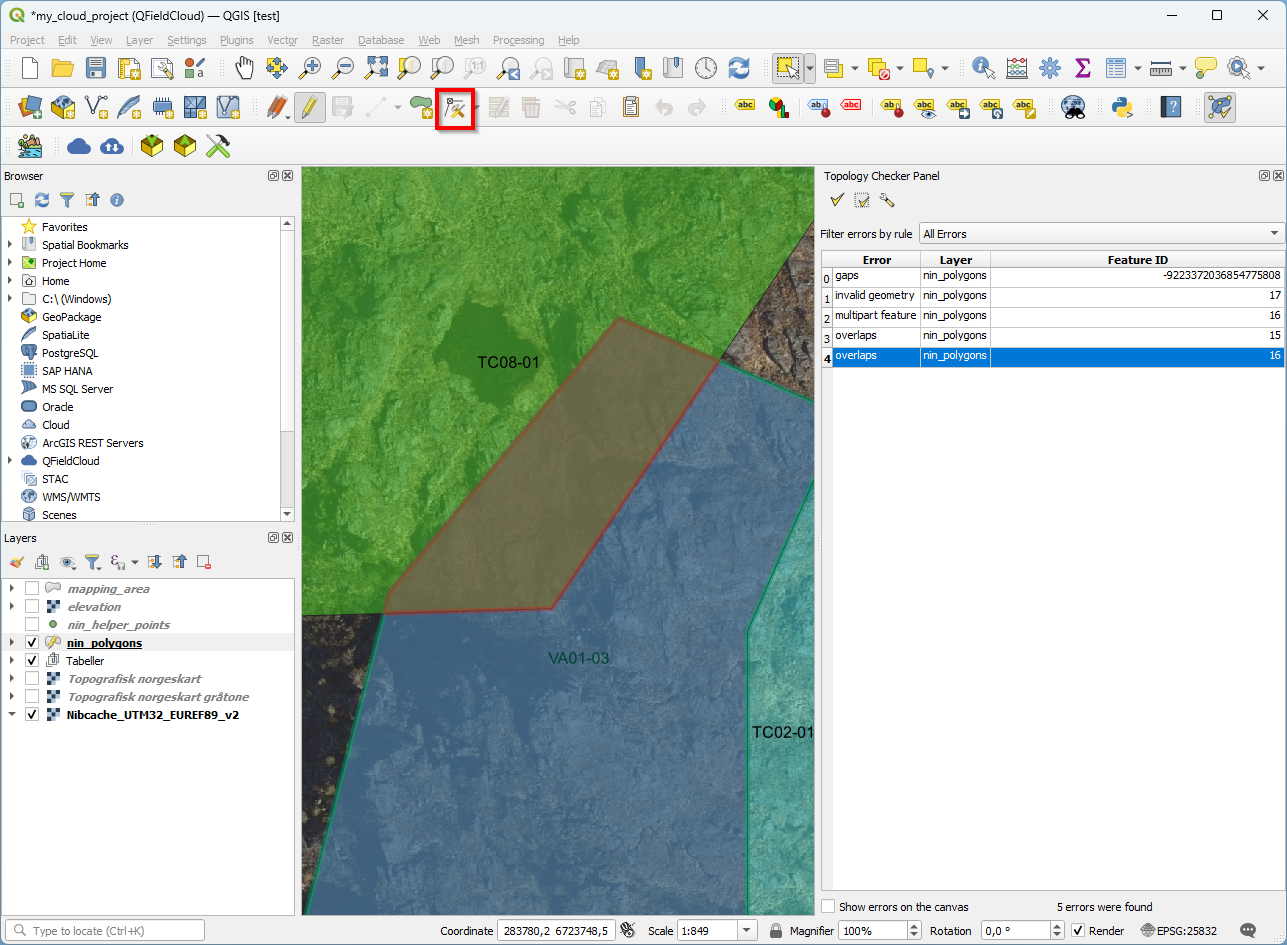 *my_cloud_project (QFieldCloud) — QGIS [test]
Project Edit View Layer Settings Plugins Vector Raster Database Web Mesh Processing Help
Browser
Favorites
Spatial Bookmarks
Project Home
Home
C:\ (Windows)
GeoPackage
SpatiaLite
PostgreSQL
SAP HANA
MS SQL Server
Oracle
Cloud
ArcGIS REST Servers
QFieldCloud
STAC
WMS/WMTS
Scenes
Layers
mapping_area
elevation
nin_helper_points
nin_polygons
Tabeller
Topografisk norgeskart
Topografisk norgeskart gråtone
Nibcache_UTM32_EUREF89_v2
TC08-01
VA01-03
TC02-01
Topology Checker Panel
Filter errors by rule All Errors
Error Layer Feature ID
0 gaps nin_polygons -9223372036854775808
1 invalid geometry nin_polygons 17
2 multipart feature nin_polygons 16
3 overlaps nin_polygons 15
4 overlaps nin_polygons 16
Show errors on the canvas 5 errors were found
Type to locate (Ctrl+K) Coordinate 283780,2 6723748,5 Scale 1:849 Magnifier 100% Rotation 0,0 ° Render EPSG:25832